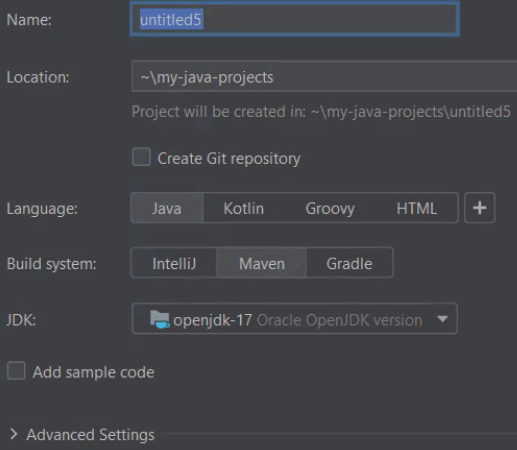 Name: untitled5
Location: ~\my-java-projects
Project will be created in: ~\my-java-projects\untitled5
Create Git repository
Language: Java Kotlin Groovy HTML +
Build system: IntelliJ Maven Gradle
JDK: openjdk-17 Oracle OpenJDK version
Add sample code
> Advanced Settings